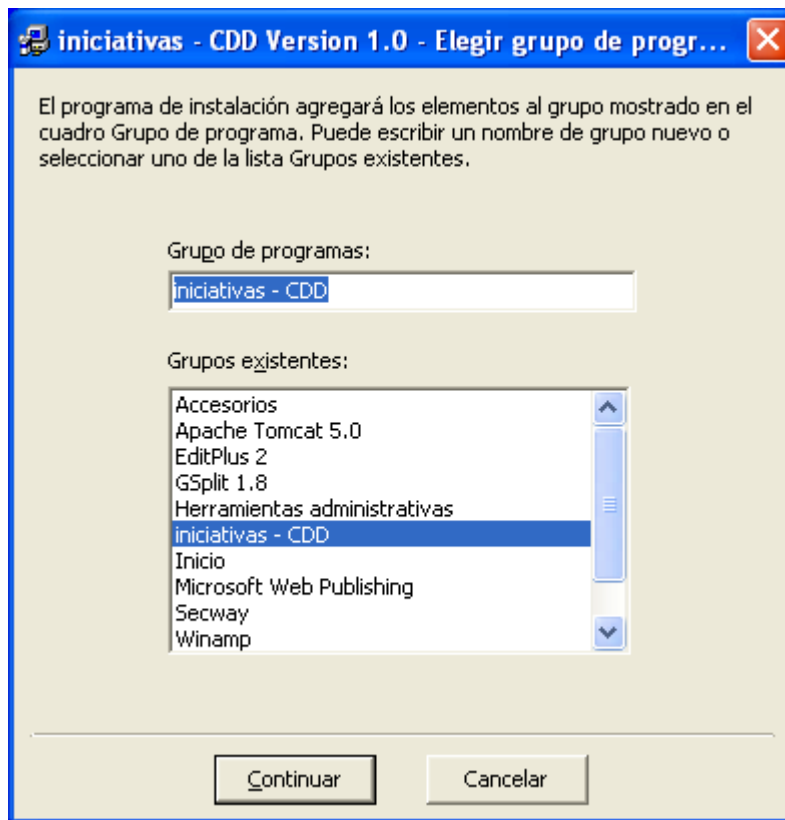 iniciativas - CDD Version 1.0 - Elegir grupo de progr...
El programa de instalación agregará los elementos al grupo mostrado en el
cuadro Grupo de programa. Puede escribir un nombre de grupo nuevo o
seleccionar uno de la lista Grupos existentes.
Grupo de programas:
iniciativas - CDD
Grupos existentes:
Accesorios
Apache Tomcat 5.0
EditPlus 2
GSplit 1.8
Herramientas administrativas
iniciativas - CDD
Inicio
Microsoft Web Publishing
Secway
Winamp
Continuar
Cancelar